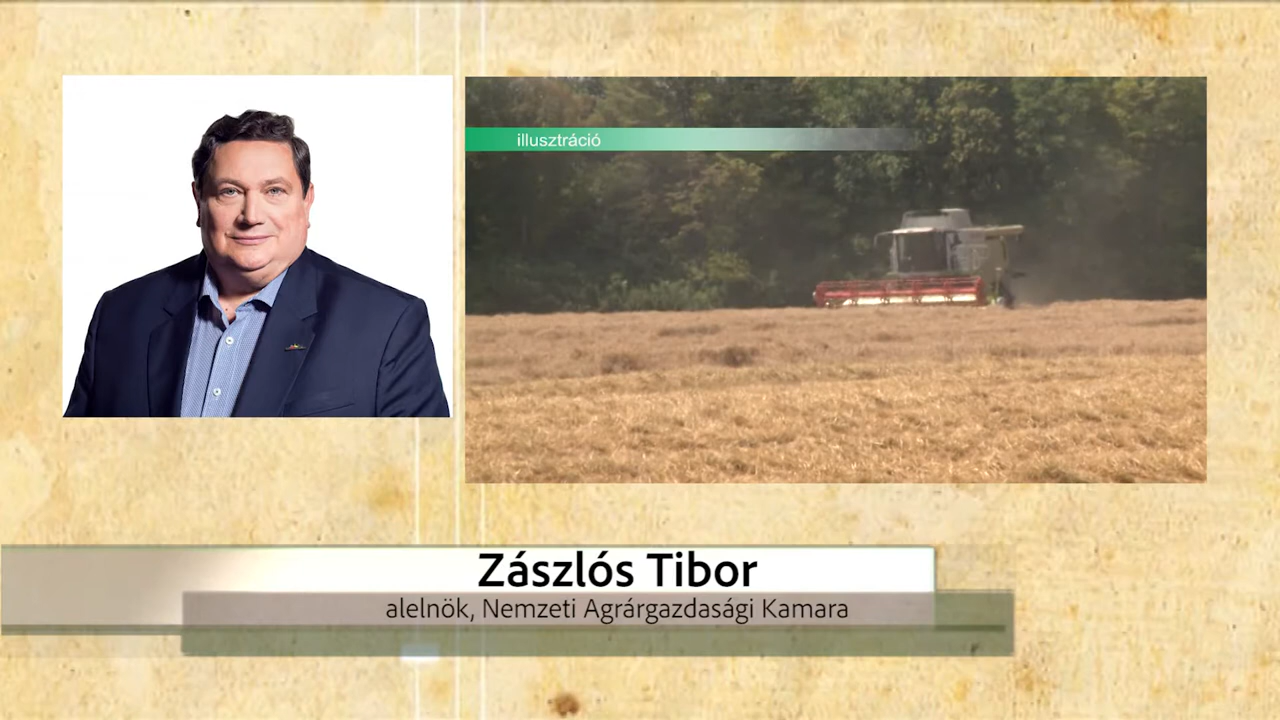 illusztráció
Zászlós Tibor
alelnök, Nemzeti Agrárgazdasági Kamara